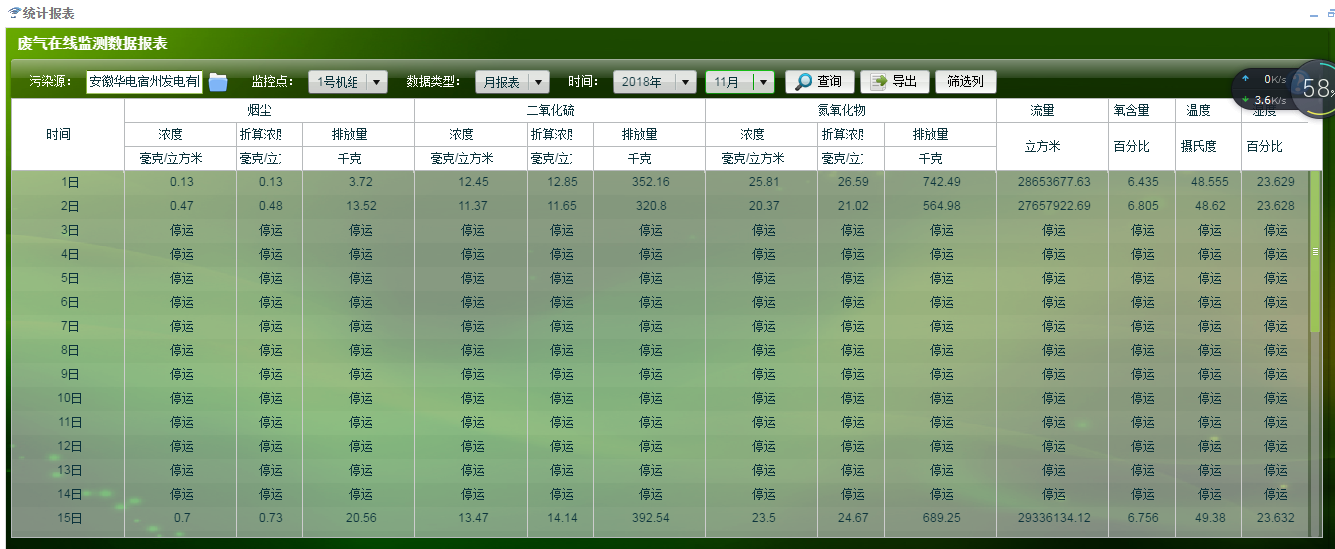 统计报表
废气在线监测数据报表
污染源： 安徽华电宿州发电有 监控点： 1号机组 数据类型： 月报表 时间： 2018年 11月 查询 导出 筛选列
0K/s
3.6K/s
58%
时间 烟尘 二氧化硫 氮氧化物 流量 氧含量 温度 湿度
浓度 折算浓度 排放量 浓度 折算浓度 排放量 浓度 折算浓度 排放量 立方米 百分比 摄氏度 百分比
毫克/立方米 毫克/立 千克 毫克/立方米 毫克/立 千克 毫克/立方米 毫克/立 千克
1日 0.13 0.13 3.72 12.45 12.85 352.16 25.81 26.59 742.49 28653677.63 6.435 48.555 23.629
2日 0.47 0.48 13.52 11.37 11.65 320.8 20.37 21.02 564.98 27657922.69 6.805 48.62 23.628
3日 停运 停运 停运 停运 停运 停运 停运 停运 停运 停运 停运 停运 停运
4日 停运 停运 停运 停运 停运 停运 停运 停运 停运 停运 停运 停运 停运
5日 停运 停运 停运 停运 停运 停运 停运 停运 停运 停运 停运 停运 停运
6日 停运 停运 停运 停运 停运 停运 停运 停运 停运 停运 停运 停运 停运
7日 停运 停运 停运 停运 停运 停运 停运 停运 停运 停运 停运 停运 停运
8日 停运 停运 停运 停运 停运 停运 停运 停运 停运 停运 停运 停运 停运
9日 停运 停运 停运 停运 停运 停运 停运 停运 停运 停运 停运 停运 停运
10日 停运 停运 停运 停运 停运 停运 停运 停运 停运 停运 停运 停运 停运
11日 停运 停运 停运 停运 停运 停运 停运 停运 停运 停运 停运 停运 停运
12日 停运 停运 停运 停运 停运 停运 停运 停运 停运 停运 停运 停运 停运
13日 停运 停运 停运 停运 停运 停运 停运 停运 停运 停运 停运 停运 停运
14日 停运 停运 停运 停运 停运 停运 停运 停运 停运 停运 停运 停运 停运
15日 0.7 0.73 20.56 13.47 14.14 392.54 23.5 24.67 689.25 29336134.12 6.756 49.38 23.632